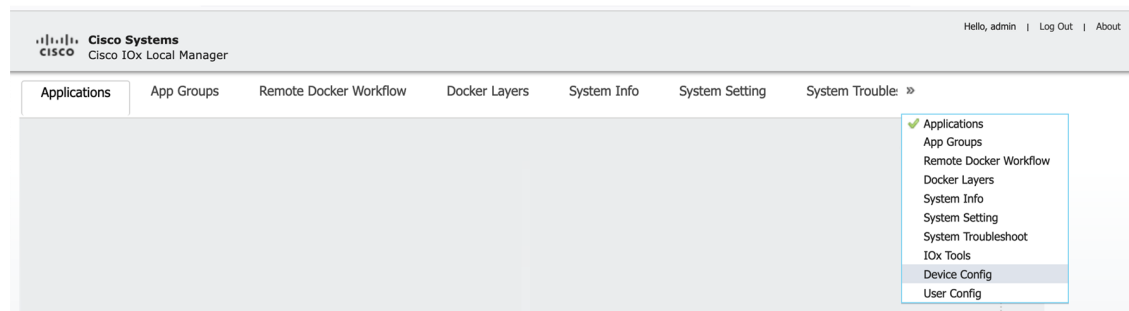 Hello, admin | Log Out | About
CISCO
Cisco Systems
Cisco IOx Local Manager
Applications App Groups Remote Docker Workflow Docker Layers System Info System Setting System Trouble: »
Applications
App Groups
Remote Docker Workflow
Docker Layers
System Info
System Setting
System Troubleshoot
IOx Tools
Device Config
User Config